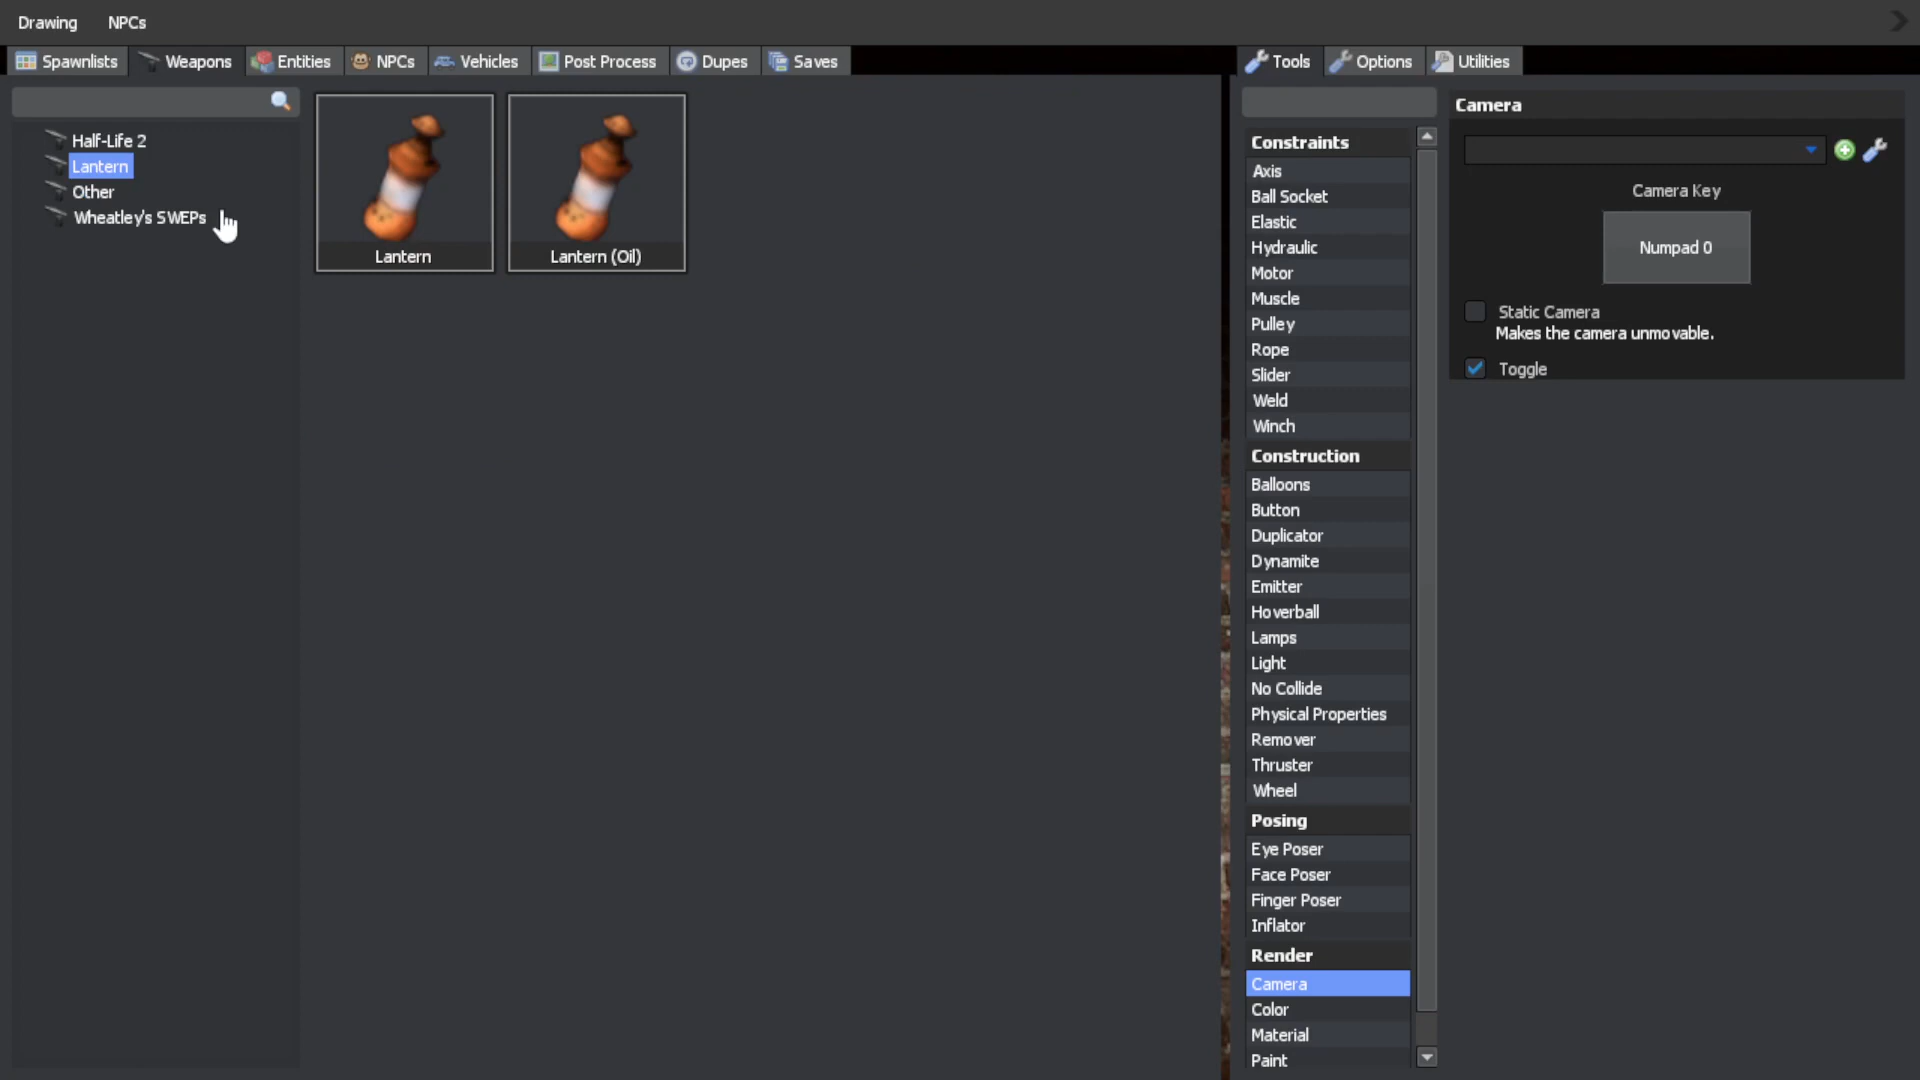 Drawing NPCs
Spawnlists Weapons Entities NPCs Vehicles Post Process Dupes Saves
Half-Life 2
Lantern
Other
Wheatley's SWEPs
Lantern Lantern (Oil)
Tools Options Utilities
Constraints
Axis
Ball Socket
Elastic
Hydraulic
Motor
Muscle
Pulley
Rope
Slider
Weld
Winch
Construction
Balloons
Button
Duplicator
Dynamite
Emitter
Hoverball
Lamps
Light
No Collide
Physical Properties
Remover
Thruster
Wheel
Posing
Eye Poser
Face Poser
Finger Poser
Inflator
Render
Camera
Color
Material
Paint
Camera
Camera Key
Numpad 0
Static Camera
Makes the camera unmovable.
Toggle